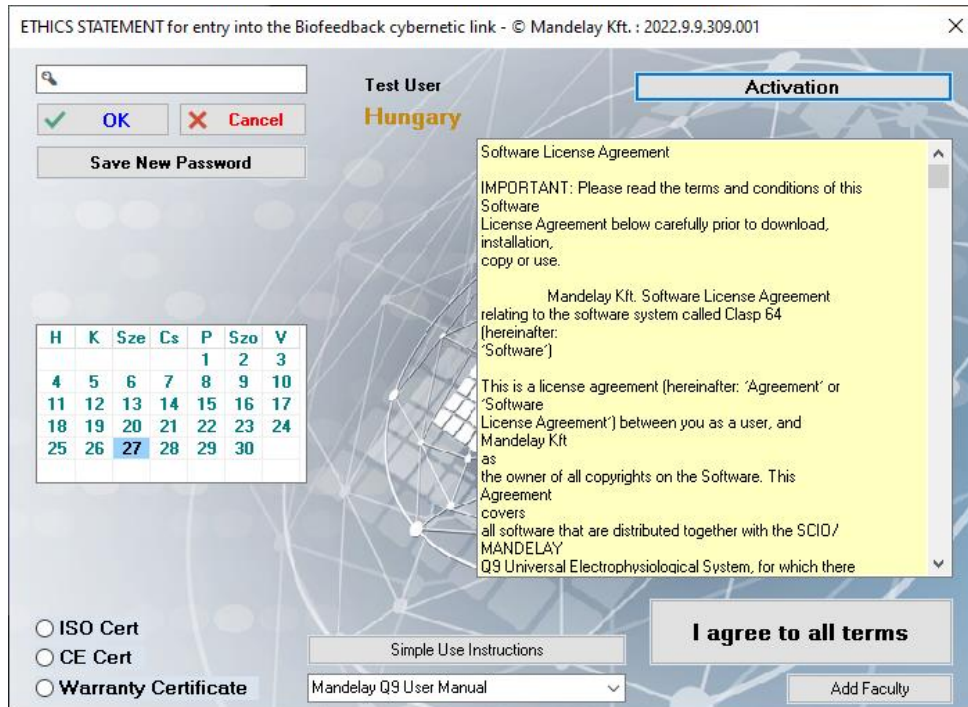 ETHICS STATEMENT for entry into the Biofeedback cybernetic link - © Mandelay Kft. : 2022.9.9.309.001
Test User
Activation
OK
Cancel
Hungary
Save New Password
Software License Agreement
IMPORTANT: Please read the terms and conditions of this
Software
License Agreement below carefully prior to download,
installation,
copy or use.
Mandelay Kft. Software License Agreement
relating to the software system called Clasp 64
(hereinafter:
'Software')
This is a license agreement (hereinafter: 'Agreement' or
'Software
License Agreement') between you as a user, and
Mandelay Kft
as
the owner of all copyrights on the Software. This
Agreement
covers
all software that are distributed together with the SCIO/
MANDELAY
Q9 Universal Electrophysiological System, for which there
H K Sze Cs P Szo V
1 2 3
4 5 6 7 8 9 10
11 12 13 14 15 16 17
18 19 20 21 22 23 24
25 26 27 28 29 30
ISO Cert
CE Cert
Warranty Certificate
Simple Use Instructions
Mandelay Q9 User Manual
I agree to all terms
Add Faculty